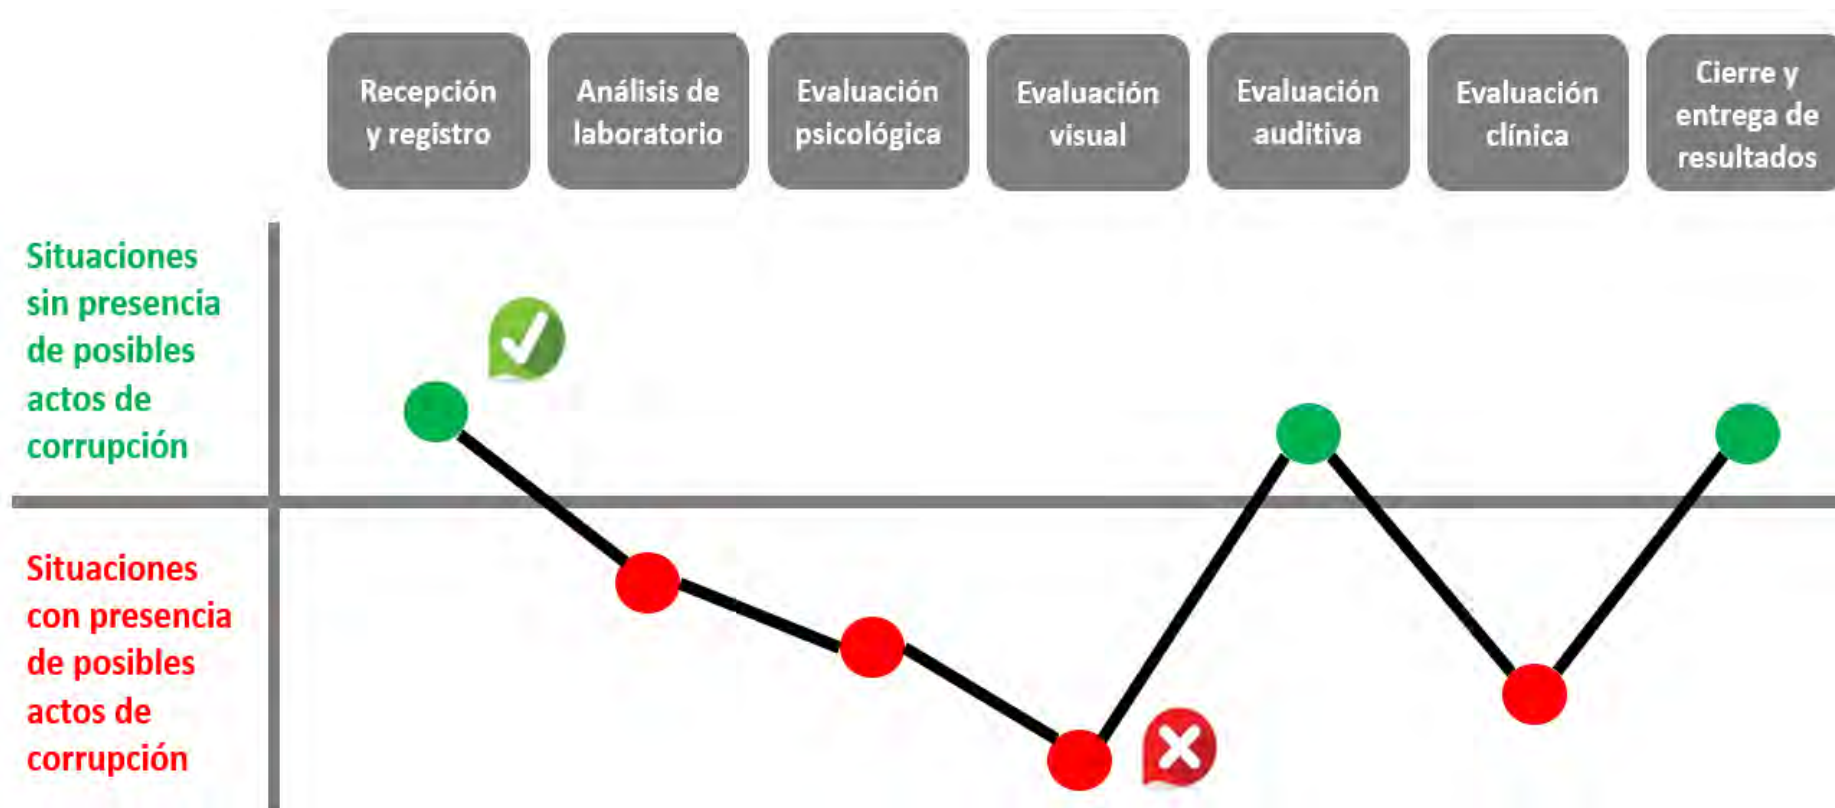 Recepción
y registro
Análisis de
laboratorio
Evaluación
psicológica
Evaluación
visual
Evaluación
auditiva
Evaluación
clínica
Cierre y
entrega de
resultados
Situaciones
sin presencia
de posibles
actos de
corrupción
Situaciones
con presencia
de posibles
actos de
corrupción